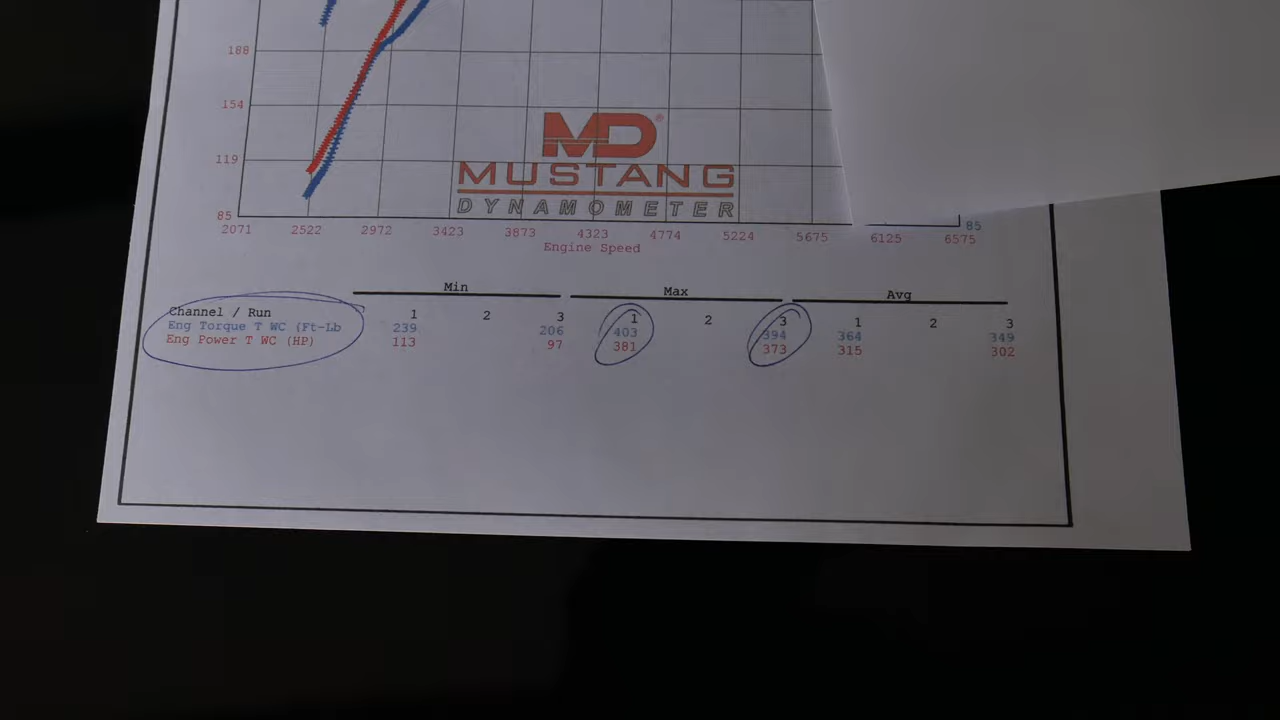 188
154
119
85
MD®
MUSTANG
DYNAMOMETER
85
2071 2522 2972 3423 3873 4323 4774 5224 5675 6125 6575
Engine Speed
Min Max Avg
Channel / Run 1 2 3 1 2 3 1 2 3
Eng Torque T WC (Ft-Lb 239 206 403 394 364 349
Eng Power T WC (HP) 113 97 381 373 315 302